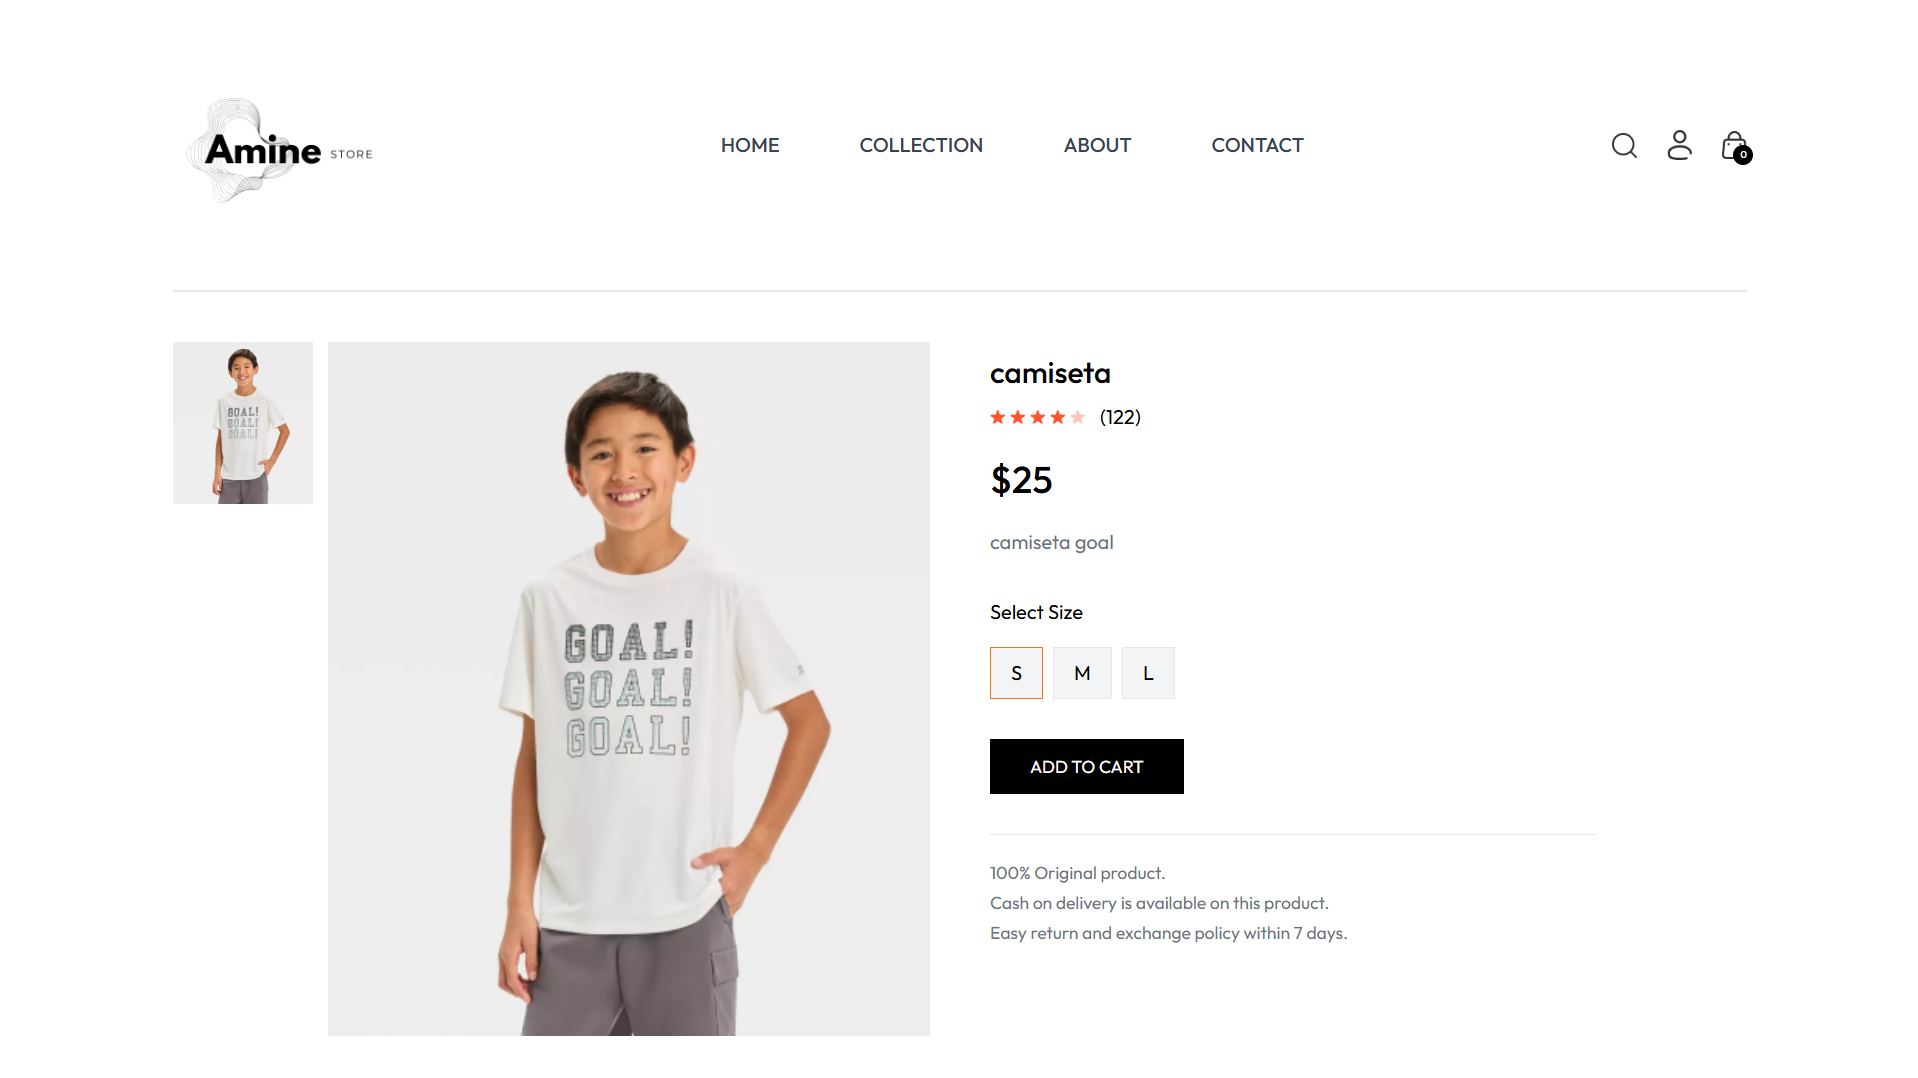 Amine STORE
HOME
COLLECTION
ABOUT
CONTACT
0
GOAL!
GOAL!
GOAL!
GOAL!
GOAL!
GOAL!
camiseta
(122)
$25
camiseta goal
Select Size
S
M
L
ADD TO CART
100% Original product.
Cash on delivery is available on this product.
Easy return and exchange policy within 7 days.